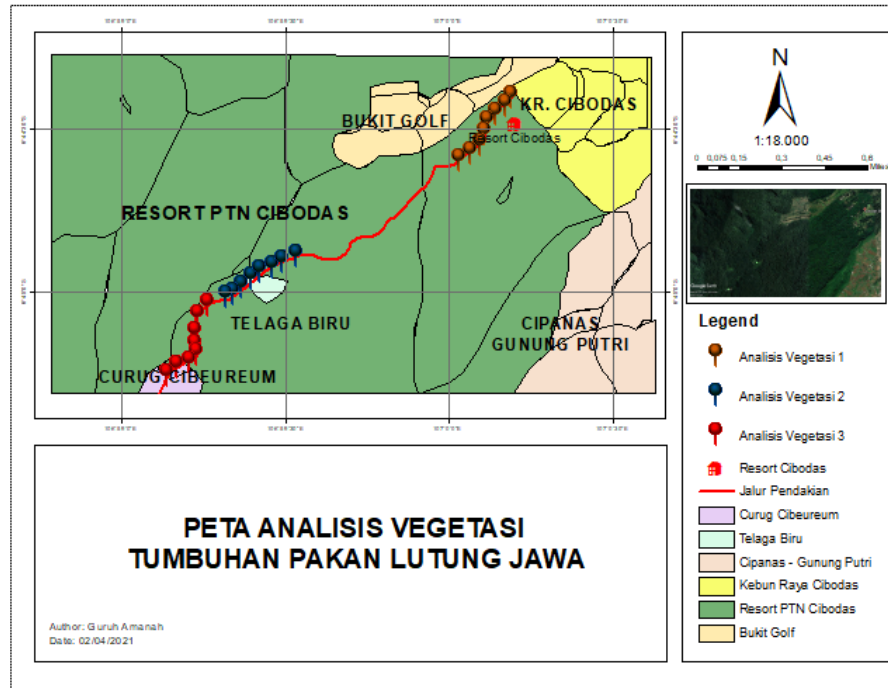 BUKIT GOLF
KR. CIBODAS
Resort Cibodas
RESORT PTN CIBODAS
TELAGA BIRU
CIPANAS
GUNUNG PUTRI
CURUG CIBEUREUM
N
1:18.000
0 0,075 0,15 0,3 0,45 0,6
Miles
Legend
Analisis Vegetasi 1
Analisis Vegetasi 2
Analisis Vegetasi 3
Resort Cibodas
Jalur Pendakian
Curug Cibeureum
Telaga Biru
Cipanas - Gunung Putri
Kebun Raya Cibodas
Resort PTN Cibodas
Bukit Golf
PETA ANALISIS VEGETASI
TUMBUHAN PAKAN LUTUNG JAWA
Author: Guruh Amanah
Date: 02/04/2021